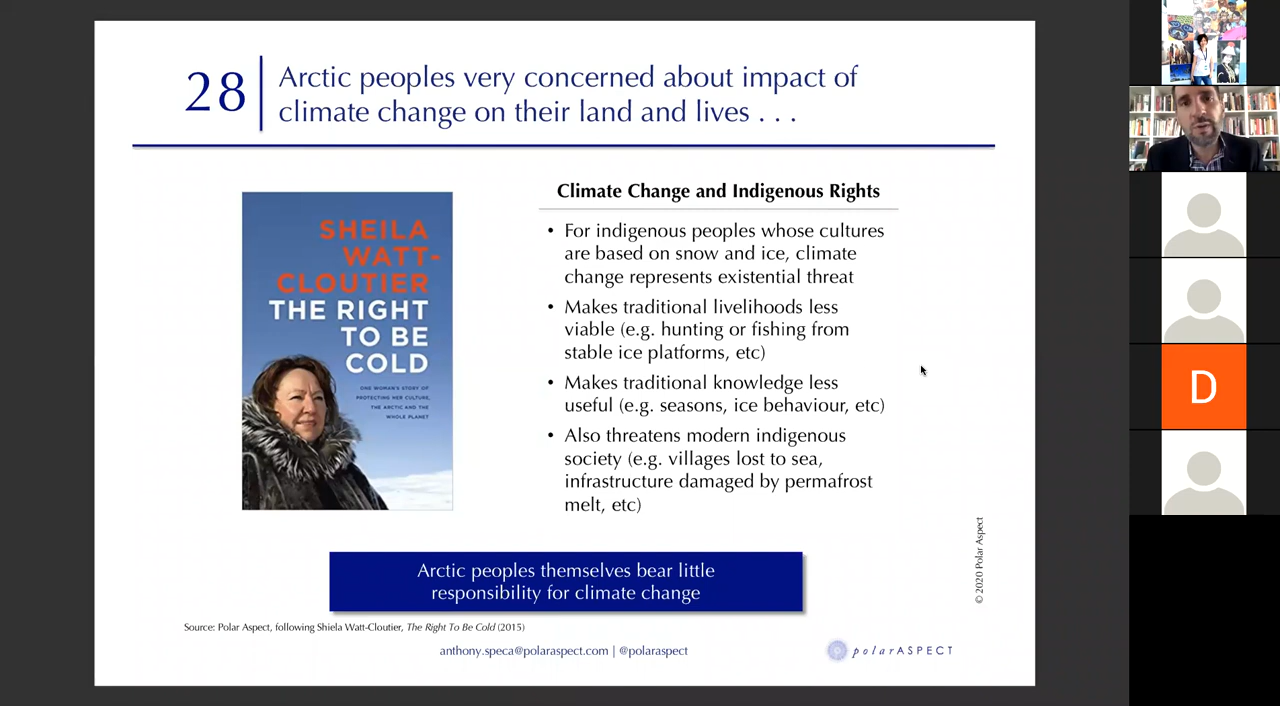 28
Arctic peoples very concerned about impact of
climate change on their land and lives . . .
SHEILA
WATT-
CLOUTIER
THE RIGHT
TO BE
COLD
ONE WOMAN'S STORY OF
PROTECTING HER CULTURE,
THE ARCTIC AND THE
WHOLE PLANET
Climate Change and Indigenous Rights
• For indigenous peoples whose cultures
are based on snow and ice, climate
change represents existential threat
• Makes traditional livelihoods less
viable (e.g. hunting or fishing from
stable ice platforms, etc)
• Makes traditional knowledge less
useful (e.g. seasons, ice behaviour, etc)
• Also threatens modern indigenous
society (e.g. villages lost to sea,
infrastructure damaged by permafrost
melt, etc)
Arctic peoples themselves bear little
responsibility for climate change
© 2020 Polar Aspect
Source: Polar Aspect, following Shiela Watt-Cloutier, The Right To Be Cold (2015)
anthony.speca@polaraspect.com | @polaraspect
polarASPECT
D